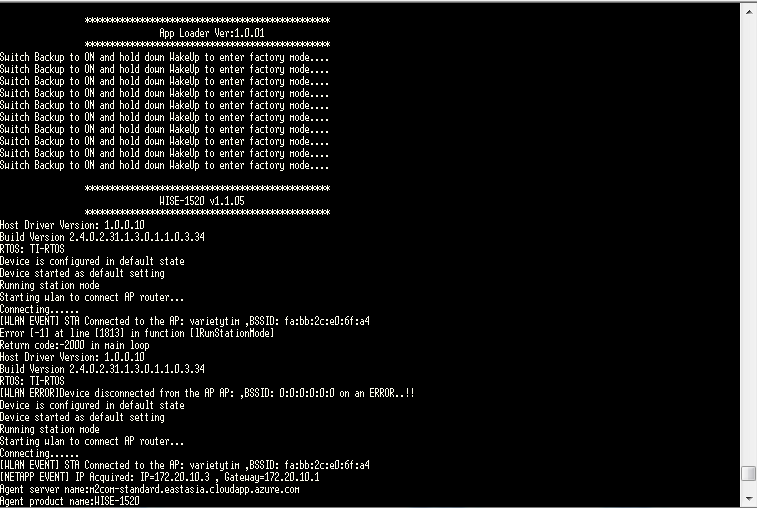 *************************************************
App Loader Ver:1.0.01
*************************************************
Switch Backup to ON and hold down WakeUp to enter factory mode....
Switch Backup to ON and hold down WakeUp to enter factory mode....
Switch Backup to ON and hold down WakeUp to enter factory mode....
Switch Backup to ON and hold down WakeUp to enter factory mode....
Switch Backup to ON and hold down WakeUp to enter factory mode....
Switch Backup to ON and hold down WakeUp to enter factory mode....
Switch Backup to ON and hold down WakeUp to enter factory mode....
Switch Backup to ON and hold down WakeUp to enter factory mode....
Switch Backup to ON and hold down WakeUp to enter factory mode....
Switch Backup to ON and hold down WakeUp to enter factory mode....
*************************************************
WISE-1520 v1.1.05
*************************************************
Host Driver Version: 1.0.0.10
Build Version 2.4.0.2.31.1.3.0.1.1.0.3.34
RTOS: TI-RTOS
Device is configured in default state
Device started as default setting
Running station mode
Starting wlan to connect AP router...
Connecting......
[WLAN EVENT] STA Connected to the AP: varietytim ,BSSID: fa:bb:2c:e0:6f:a4
Error [-1] at line [1813] in function [lRunStationMode]
Return code:-2000 in main loop
Host Driver Version: 1.0.0.10
Build Version 2.4.0.2.31.1.3.0.1.1.0.3.34
RTOS: TI-RTOS
[WLAN ERROR]Device disconnected from the AP AP: ,BSSID: 0:0:0:0:0:0 on an ERROR..!!
Device is configured in default state
Device started as default setting
Running station mode
Starting wlan to connect AP router...
Connecting......
[WLAN EVENT] STA Connected to the AP: varietytim ,BSSID: fa:bb:2c:e0:6f:a4
[NETAPP EVENT] IP Acquired: IP=172.20.10.3 , Gateway=172.20.10.1
Agent server name:m2com-standard.eastasia.cloudapp.azure.com
Agent product name:WISE-1520